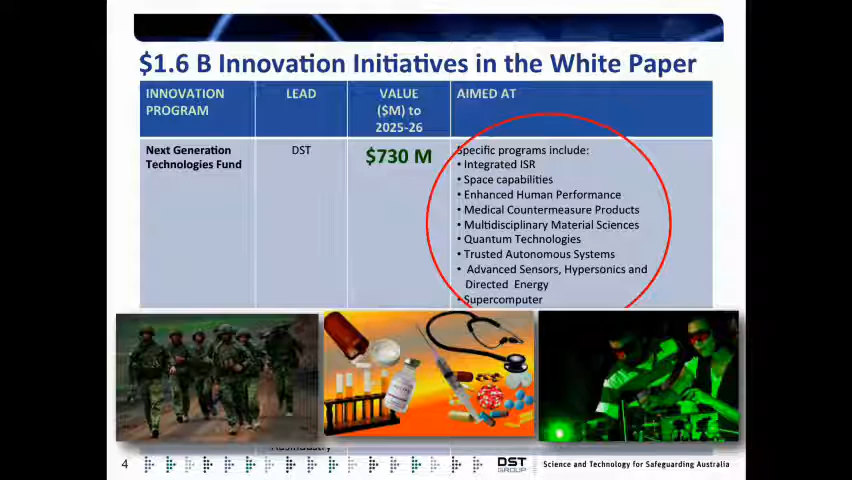 $1.6 B Innovation Initiatives in the White Paper
INNOVATION
PROGRAM
LEAD
VALUE
($M) to
2025-26
AIMED AT
Next Generation
Technologies Fund
DST
$730 M
Specific programs include:
• Integrated ISR
• Space capabilities
• Enhanced Human Performance
• Medical Countermeasure Products
• Multidisciplinary Material Sciences
• Quantum Technologies
• Trusted Autonomous Systems
• Advanced Sensors, Hypersonics and
Directed Energy
• Supercomputer
4
DST
GROUP
Science and Technology for Safeguarding Australia